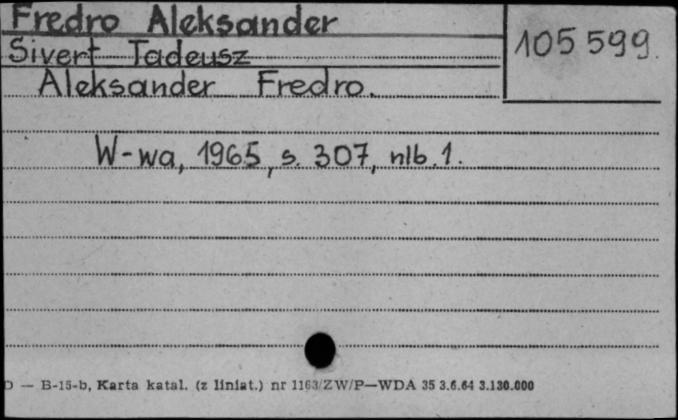 Fredro Aleksander
105 599.
Sivert Tadeusz
Aleksander Fredro.
W-wa, 1965, s. 307, nlb. 1.
D — B-15-b, Karta katal. (z liniat.) nr 1163/ZW/P—WDA 35 3.6.64 3.130.000